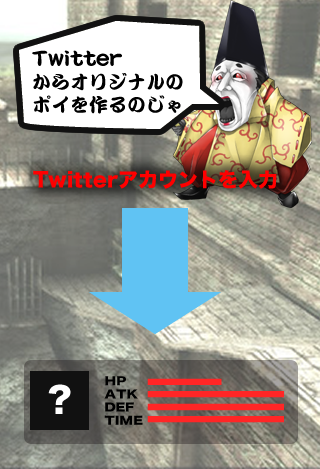 Twitter
からオリジナルの
ボイを作るのじゃ
Twitterアカウントを入力
?
HP
ATK
DEF
TIME